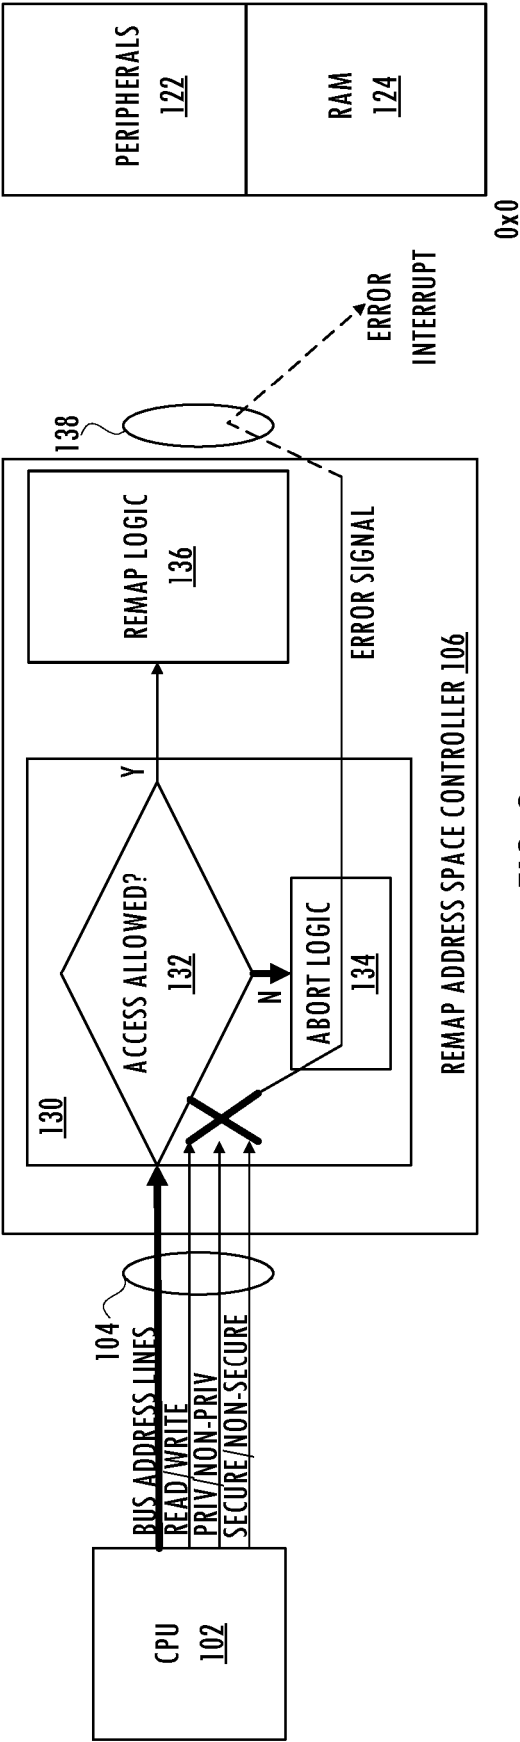 CPU
102
BUS ADDRESS LINES
READ/WRITE
PRIV/NON-PRIV
SECURE/NON-SECURE
104
130
ACCESS ALLOWED?
132
Y
N
ABORT LOGIC
134
REMAP LOGIC
136
ERROR SIGNAL
REMAP ADDRESS SPACE CONTROLLER 106
138
ERROR
INTERRUPT
PERIPHERALS
122
RAM
124
0x0